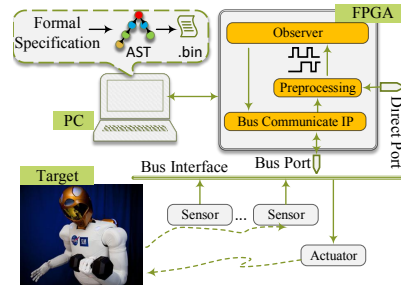 Formal
Specification
AST
.bin
PC
FPGA
Observer
Preprocessing
Bus Communicate IP
Direct Port
Bus Port
Bus Interface
Target
Sensor ... Sensor
Actuator
GM